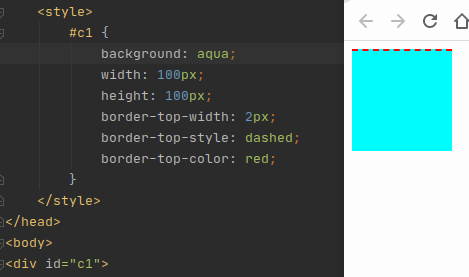 <style>
#c1 {
background: aqua;
width: 100px;
height: 100px;
border-top-width: 2px;
border-top-style: dashed;
border-top-color: red;
}
</style>
</head>
<body>
<div id="c1">